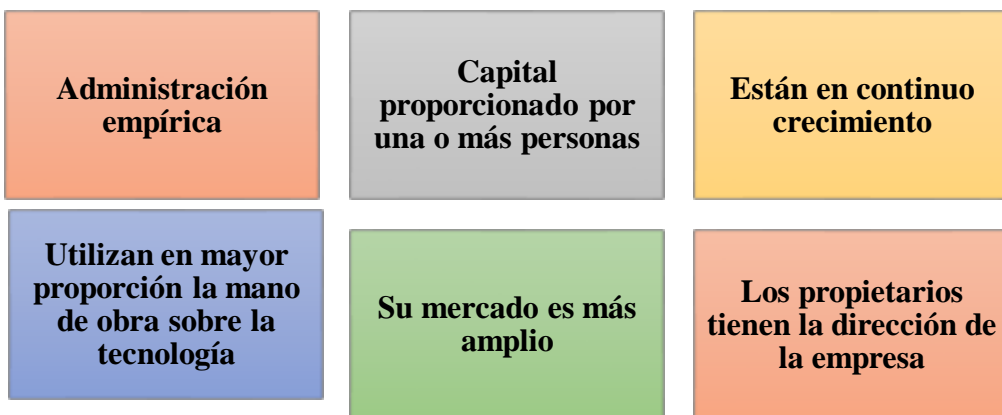 Administración
empírica
Capital
proporcionado por
una o más personas
Están en continuo
crecimiento
Utilizan en mayor
proporción la mano
de obra sobre la
tecnología
Su mercado es más
amplio
Los propietarios
tienen la dirección de
la empresa